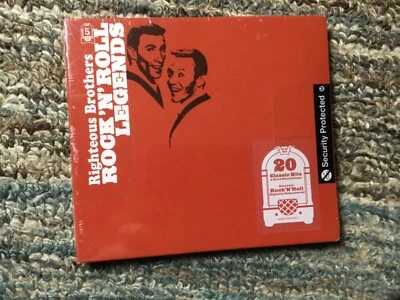 Righteous Brothers
ROCK 'N' ROLL
LEGENDS
Security Protected
20
Classic Hits
Rock'N'Roll